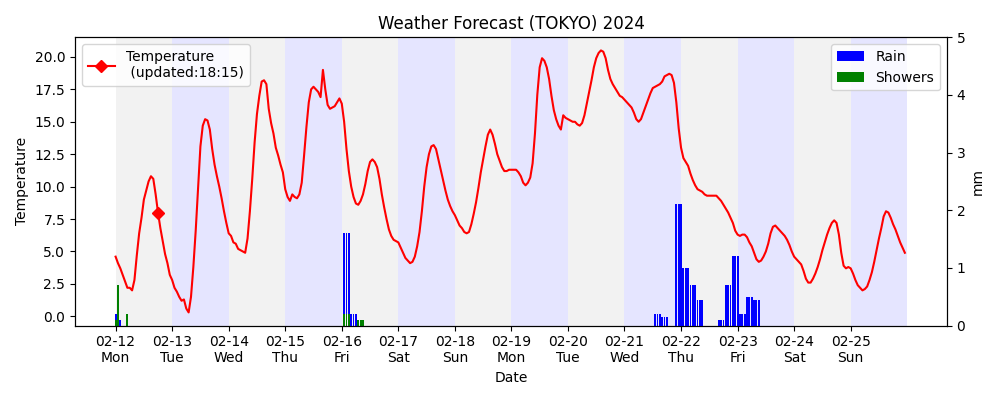 Weather Forecast (TOKYO) 2024
Temperature
(updated:18:15)
Rain
Showers
Temperature
20.0
17.5
15.0
12.5
10.0
7.5
5.0
2.5
0.0
5
4
3
2
1
0
mm
02-12 02-13 02-14 02-15 02-16 02-17 02-18 02-19 02-20 02-21 02-22 02-23 02-24 02-25
Mon Tue Wed Thu Fri Sat Sun Mon Tue Wed Thu Fri Sat Sun
Date